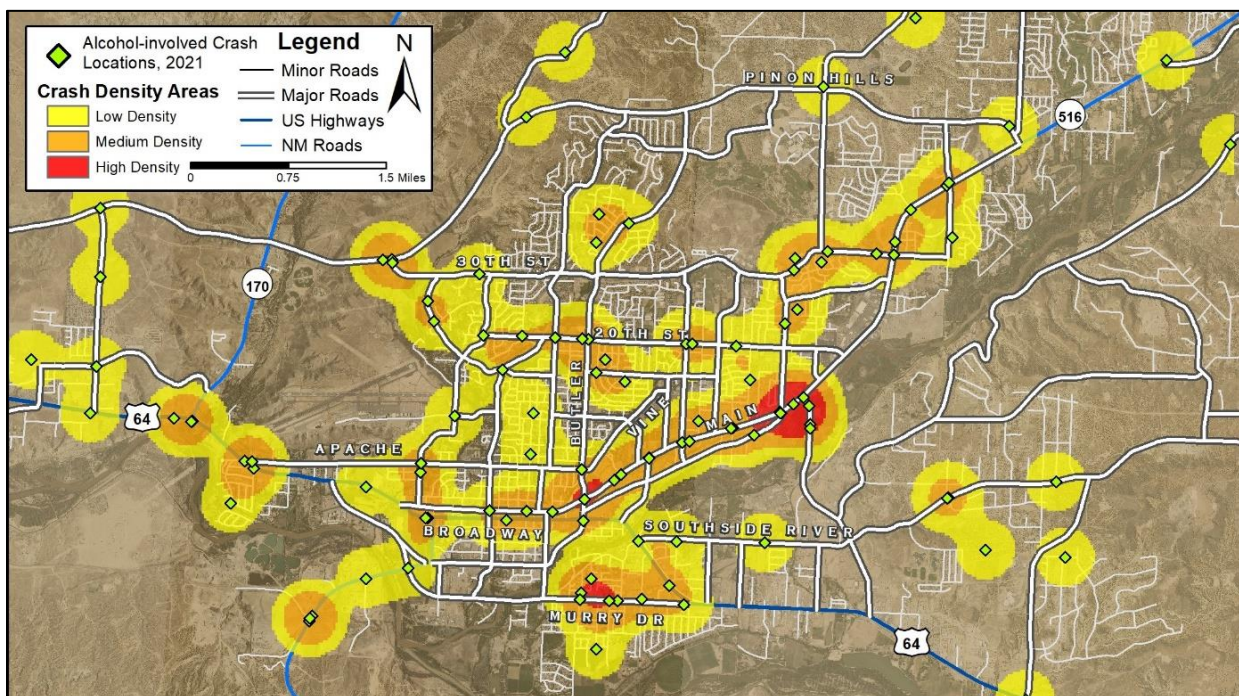 Legend
N
Alcohol-involved Crash
Locations, 2021
Minor Roads
Major Roads
US Highways
NM Roads
Crash Density Areas
Low Density
Medium Density
High Density
0 0.75 1.5 Miles
PINON HILLS
516
30TH ST
170
20TH ST
BUTLER
VINE
MAIN
64
APACHE
BROADWAY
SOUTHSIDE RIVER
MURRY DR
64